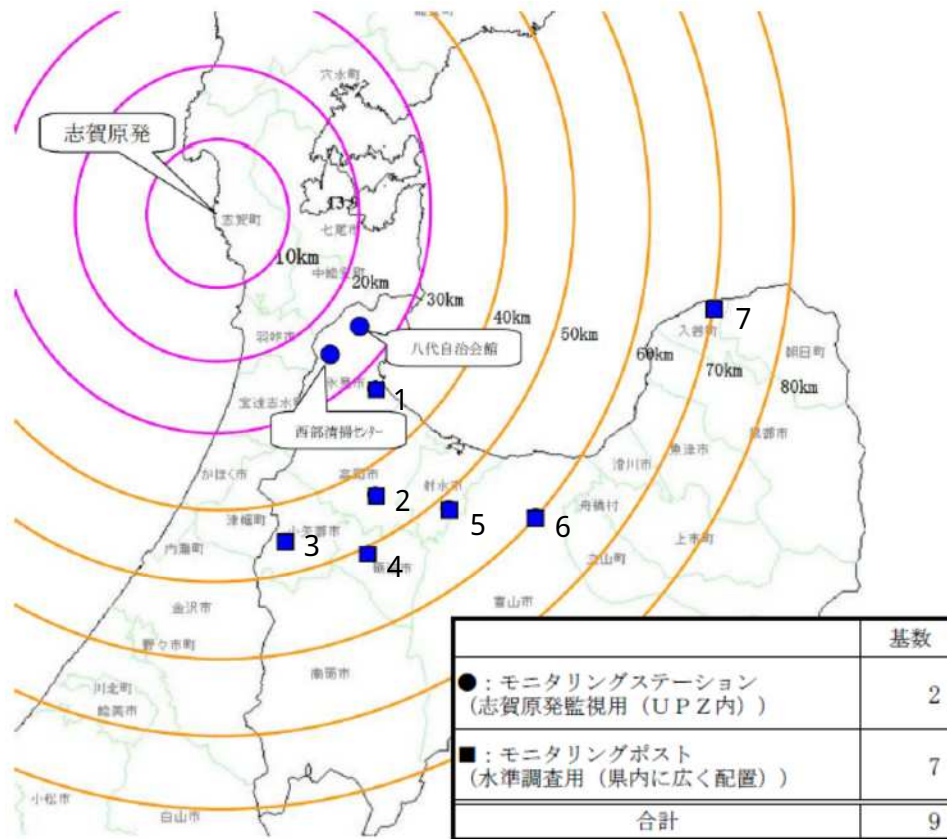 穴水町
志賀原発
志賀町
七尾市
10km
20km
30km
40km
50km
60km
70km
80km
羽咋市
八代自治会館
入善町
7
朝日町
氷見市
1
宝達志水町
西部清掃センター
黒部市
かほく市
高岡市
射水市
滑川市
魚津市
2
津幡町
5
6
舟橋村
小矢部市
3
内灘町
4
砺波市
立山町
上市町
金沢市
富山市
野々市町
南砺市
川北町
能美市
小松市
白山市
基数
●：モニタリングステーション
（志賀原発監視用（ＵＰＺ内））
2
■：モニタリングポスト
（水準調査用（県内に広く配置））
7
合計
9